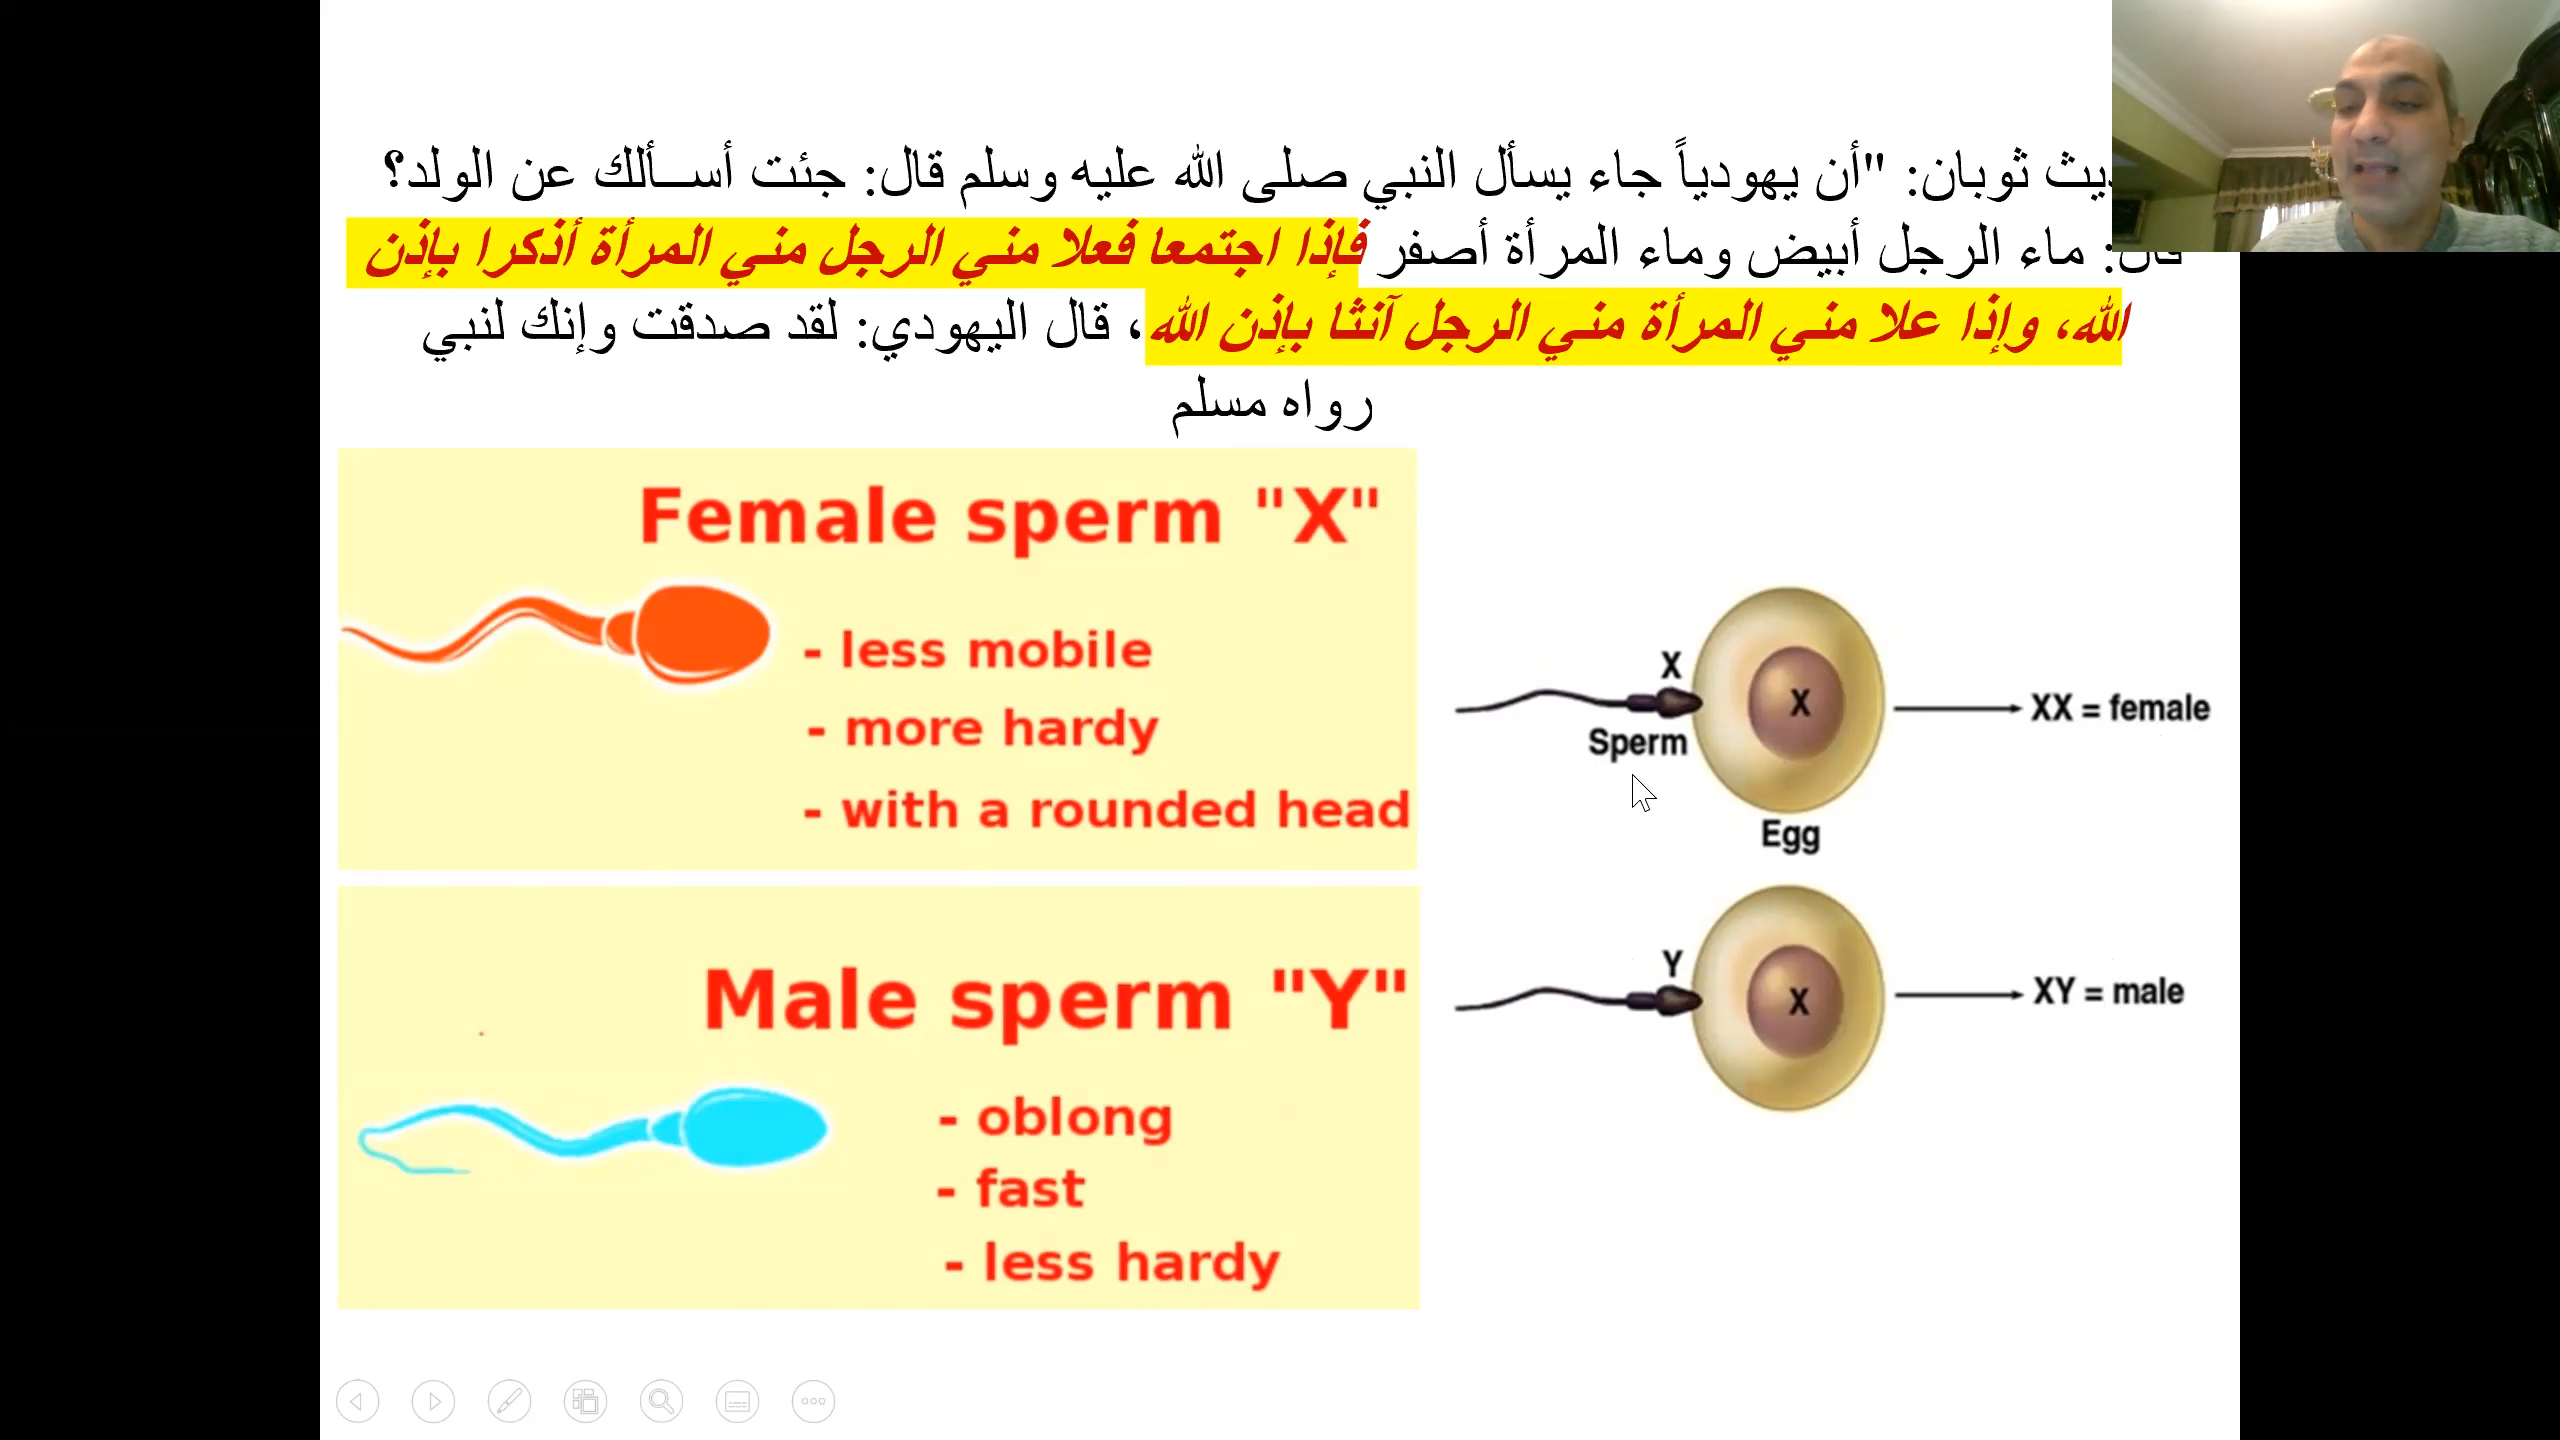 ثوبان: "أن يهودياً جاء يسأل النبي صلى الله عليه وسلم قال: جئت أســألك عن الولد؟
قال: ماء الرجل أبيض وماء المرأة أصفر فإذا اجتمعا فعلا مني الرجل مني المرأة أذكرا بإذن
الله، وإذا علا مني المرأة مني الرجل آنثا بإذن الله، قال اليهودي: لقد صدقت وإنك لنبي
رواه مسلم
Female sperm "X"
- less mobile
- more hardy
- with a rounded head
Male sperm "Y"
- oblong
- fast
- less hardy
X
X
Sperm
XX = female
Egg
Y
X
XY = male